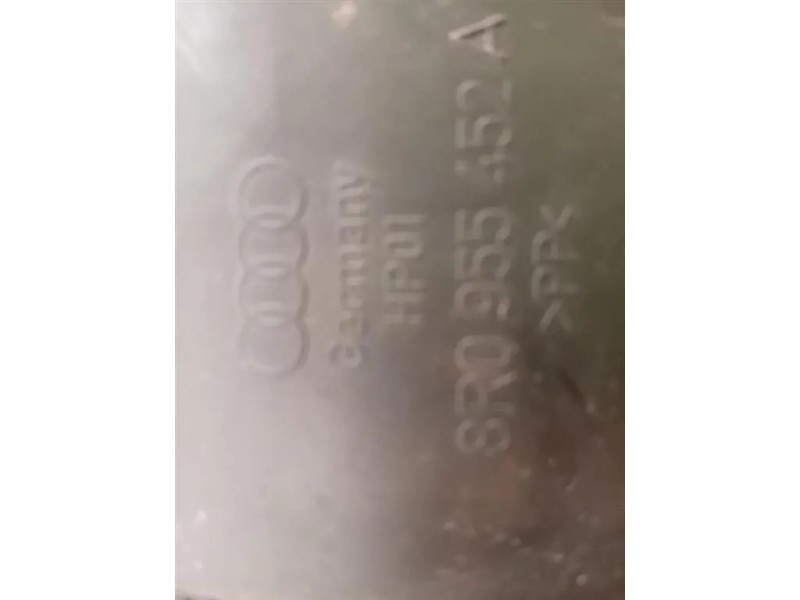 Germany
HP01
8R0 955 452 A
>PP<